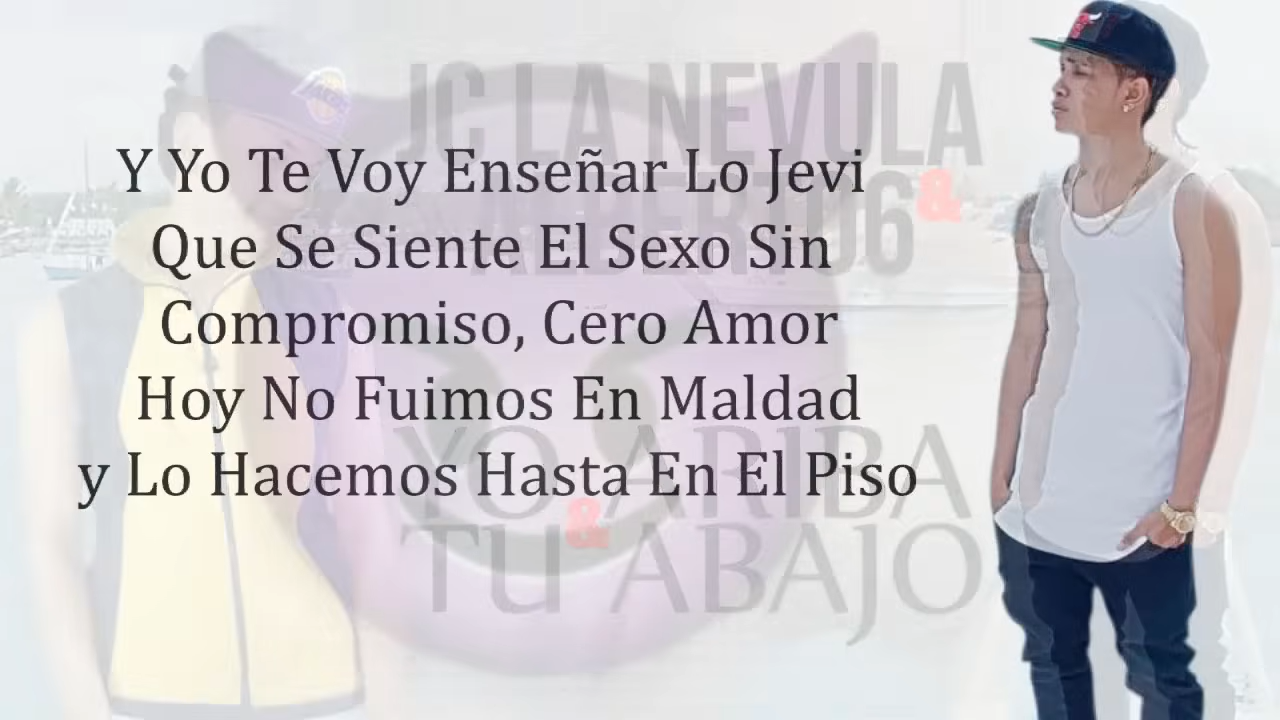 JC LA NEVULA
&
ALBERTO6
Y Yo Te Voy Enseñar Lo Jevi
Que Se Siente El Sexo Sin
Compromiso, Cero Amor
Hoy No Fuimos En Maldad
y Lo Hacemos Hasta En El Piso
YO ARIBA
&
TU ABAJO